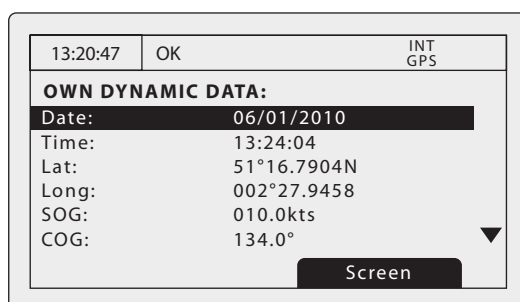 13:20:47 OK INT
GPS
OWN DYNAMIC DATA:
Date: 06/01/2010
Time: 13:24:04
Lat: 51°16.7904N
Long: 002°27.9458
SOG: 010.0kts
COG: 134.0°
Screen